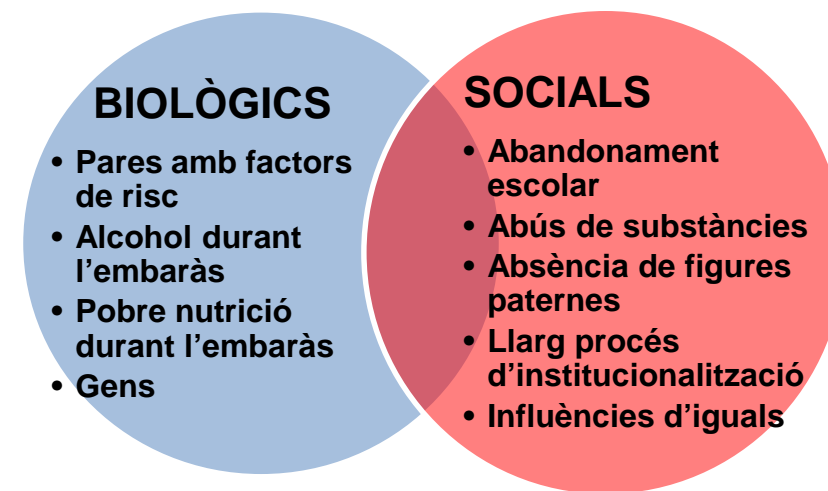 BIOLÒGICS
• Pares amb factors
de risc
• Alcohol durant
l’embaràs
• Pobre nutrició
durant l’embaràs
• Gens
SOCIALS
• Abandonament
escolar
• Abús de substàncies
• Absència de figures
paternes
• Llarg procés
d’institucionalització
• Influències d’iguals